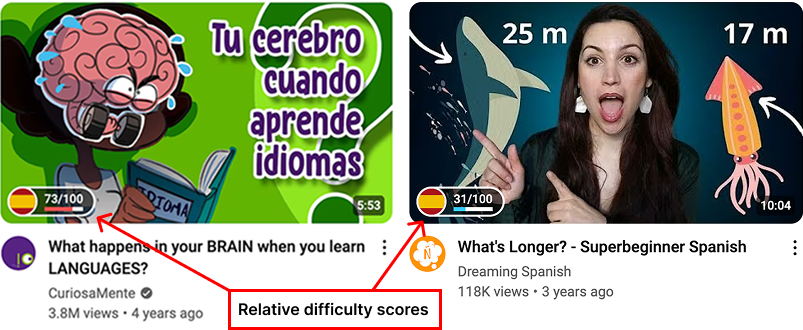 Tu cerebro
cuando
aprende
idiomas
IDIOMA
73/100
5:53
What happens in your BRAIN when you learn
LANGUAGES?
CuriosaMente
3.8M views • 4 years ago
25 m
17 m
31/100
10:04
Ñ
What's Longer? - Superbeginner Spanish
Dreaming Spanish
118K views • 3 years ago
Relative difficulty scores